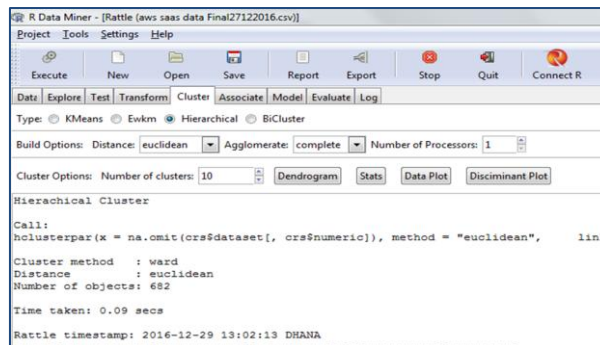 R Data Miner - [Rattle (aws saas data Final27122016.csv)]
Project Tools Settings Help
Execute New Open Save Report Export Stop Quit Connect R
Data Explore Test Transform Cluster Associate Model Evaluate Log
Type: KMeans Ewkm Hierarchical BiCluster
Build Options: Distance: euclidean Agglomerate: complete Number of Processors: 1
Cluster Options: Number of clusters: 10 Dendrogram Stats Data Plot Disciminant Plot
Hierachical Cluster
Call:
hclusterpar(x = na.omit(crs$dataset[, crs$numeric]), method = "euclidean", lin
Cluster method : ward
Distance : euclidean
Number of objects: 682
Time taken: 0.09 secs
Rattle timestamp: 2016-12-29 13:02:13 DHANA